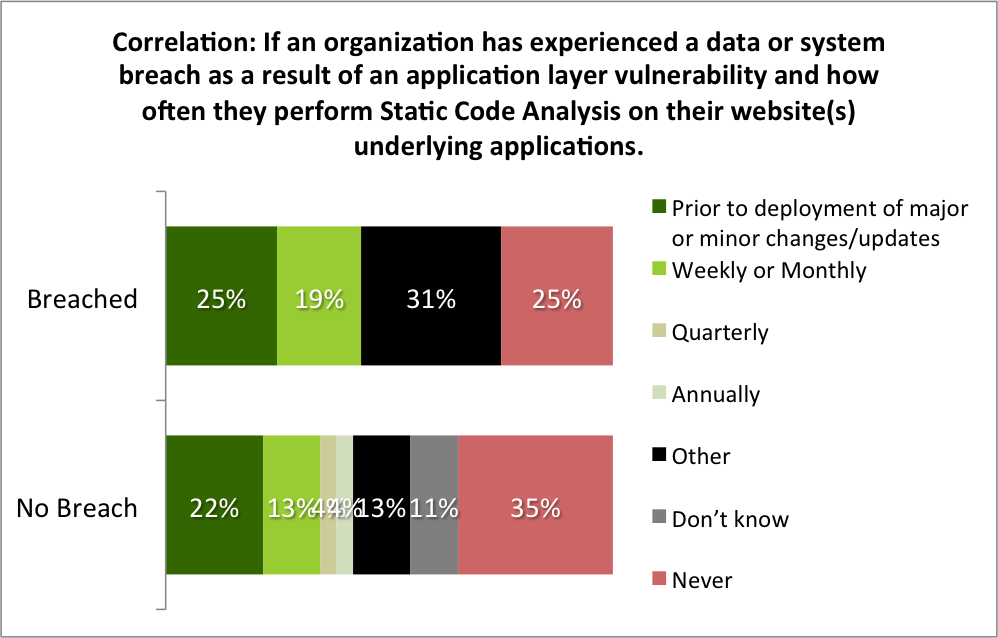 Correlation: If an organization has experienced a data or system
breach as a result of an application layer vulnerability and how
often they perform Static Code Analysis on their website(s)
underlying applications.
Prior to deployment of major
or minor changes/updates
Weekly or Monthly
Quarterly
Annually
Other
Don’t know
Never
Breached
25%
19%
31%
25%
No Breach
22%
13%
4%
4%
13%
11%
35%